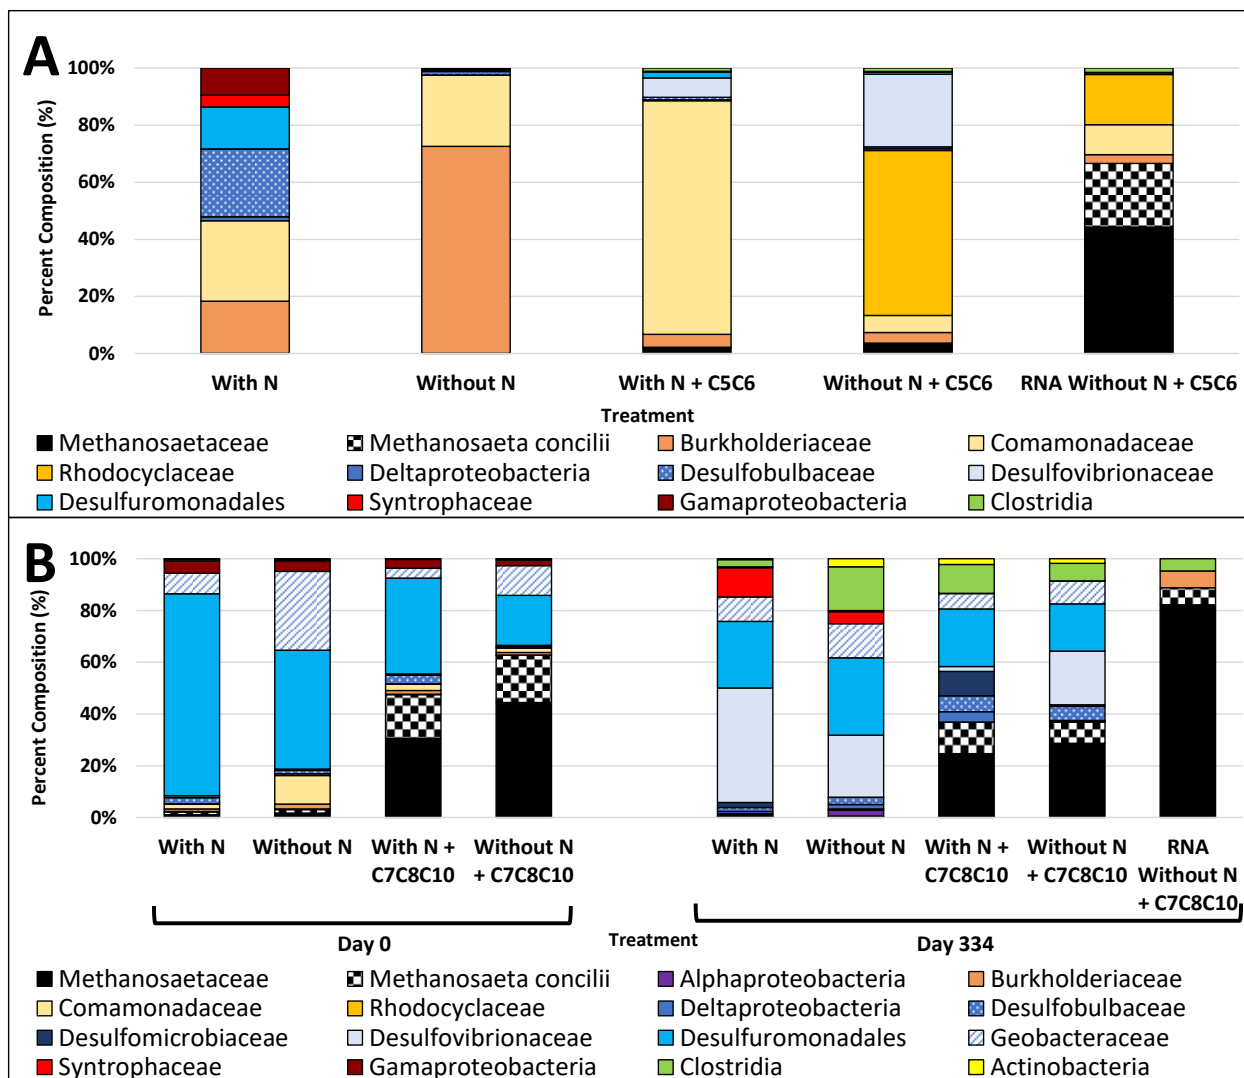 A
Percent Composition (%)
100%
80%
60%
40%
20%
0%
With N
Without N
With N + C5C6
Without N + C5C6
RNA Without N + C5C6
Treatment
Methanosaetaceae
Methanosaeta concilii
Burkholderiaceae
Comamonadaceae
Rhodocyclaceae
Deltaproteobacteria
Desulfobulbaceae
Desulfovibrionaceae
Desulfuromonadales
Syntrophaceae
Gamaproteobacteria
Clostridia
B
Percent Composition (%)
100%
80%
60%
40%
20%
0%
With N
Without N
With N +
C7C8C10
Without N
+ C7C8C10
With N
Without N
With N +
C7C8C10
Without N
+ C7C8C10
RNA
Without N
+ C7C8C10
Day 0
Treatment
Day 334
Methanosaetaceae
Methanosaeta concilii
Alphaproteobacteria
Burkholderiaceae
Comamonadaceae
Rhodocyclaceae
Deltaproteobacteria
Desulfobulbaceae
Desulfomicrobiaceae
Desulfovibrionaceae
Desulfuromonadales
Geobacteraceae
Syntrophaceae
Gamaproteobacteria
Clostridia
Actinobacteria